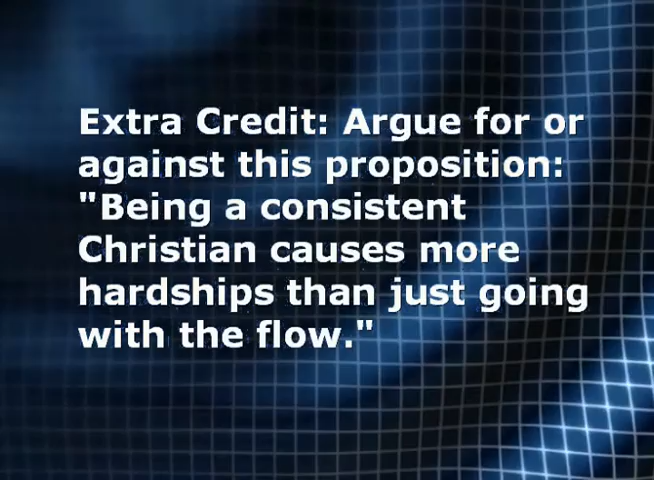 Extra Credit: Argue for or
against this proposition:
"Being a consistent
Christian causes more
hardships than just going
with the flow."